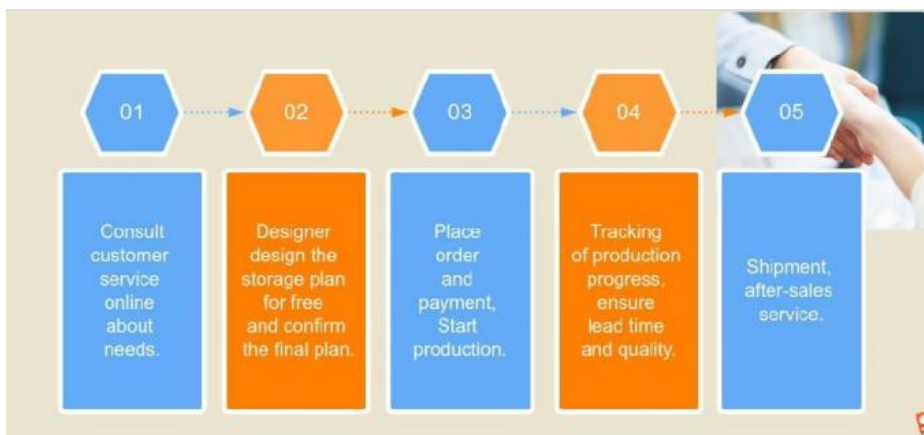 01
02
03
04
05
Consult
customer
service
online
about
needs.
Designer
design the
storage plan
for free
and confirm
the final plan.
Place
order
and
payment,
Start
production.
Tracking
of production
progress,
ensure
lead time
and quality.
Shipment,
after-sales
service.